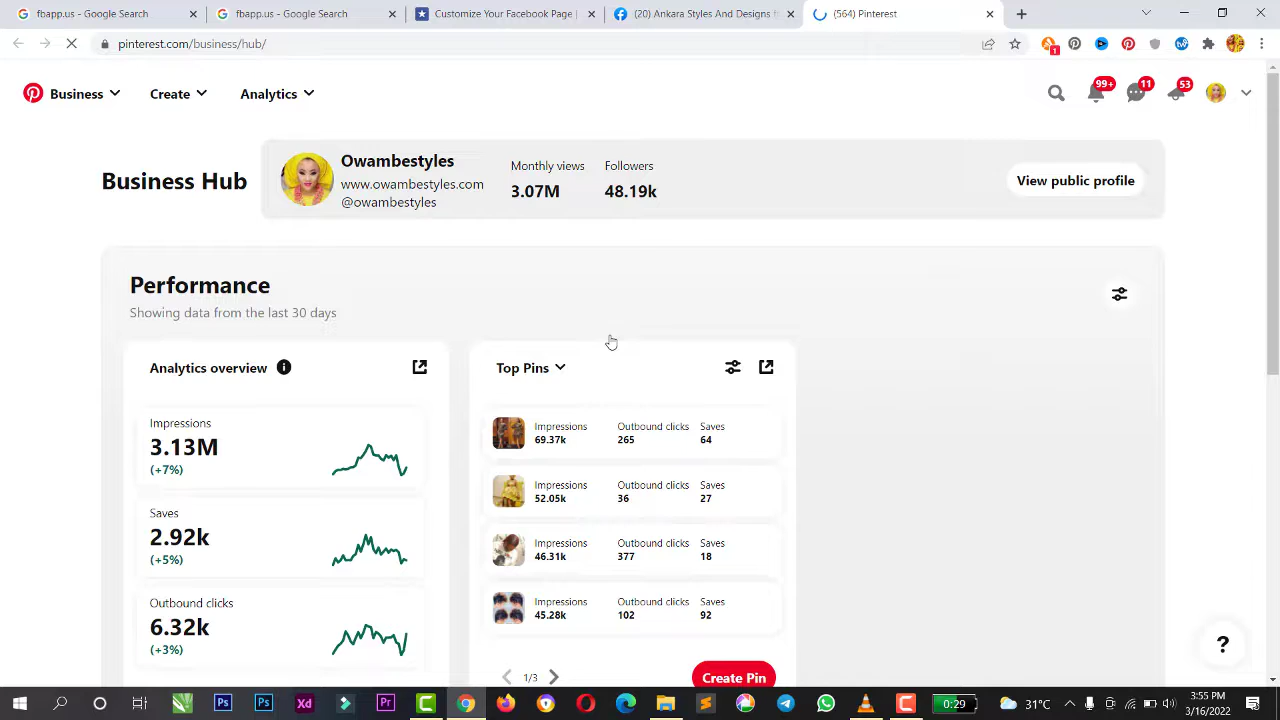 fbapp.us. - Google Search
fbapp.us. - Google Search
Customize Your Facebook Page |
(20) Ankara Styles And Designs f
(564) Pinterest
pinterest.com/business/hub/
1
Business
Create
Analytics
99+
11
53
Business Hub
Owambestyles
www.owambestyles.com
@owambestyles
Monthly views
3.07M
Followers
48.19k
View public profile
Performance
Showing data from the last 30 days
Analytics overview
Impressions
3.13M
(+7%)
Saves
2.92k
(+5%)
Outbound clicks
6.32k
(+3%)
Top Pins
Impressions Outbound clicks Saves
69.37k 265 64
Impressions Outbound clicks Saves
52.05k 36 27
Impressions Outbound clicks Saves
46.31k 377 18
Impressions Outbound clicks Saves
45.28k 102 92
1/3
Create Pin
?
Ps
Ps
Xd
Pr
0:29
31°C
3:55 PM
3/16/2022